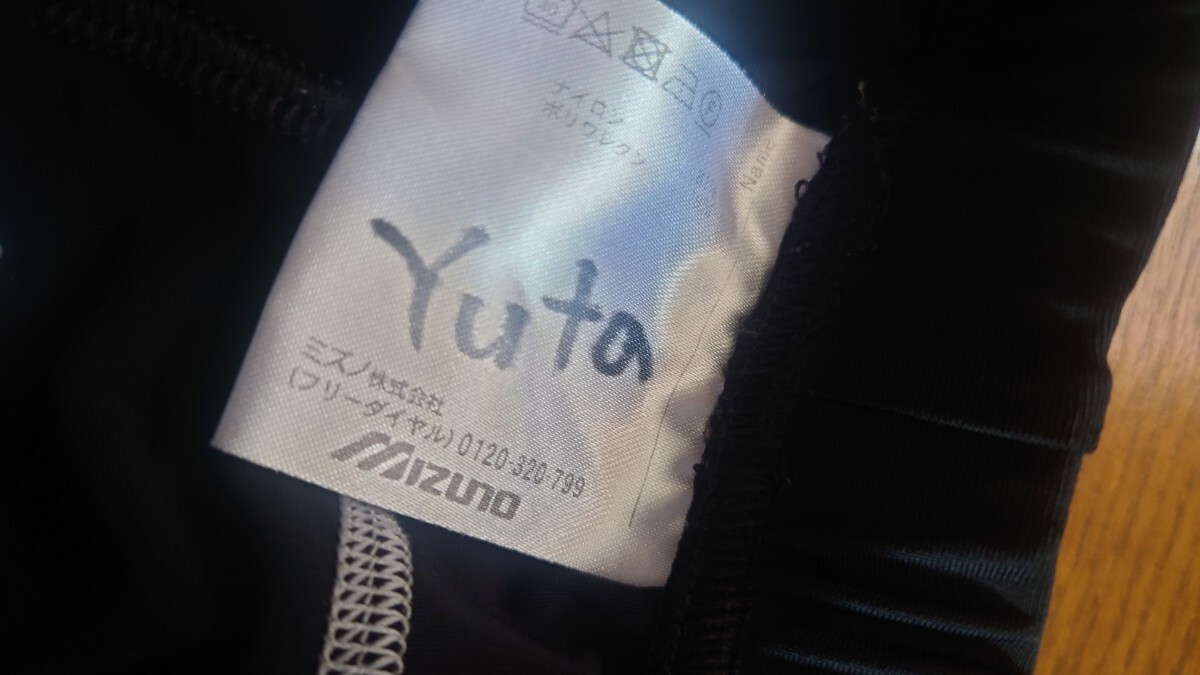 ナイロン
ポリウレタン
Name
Yuta
ミズノ株式会社
(フリーダイヤル) 0120-320-799
MIZUNO